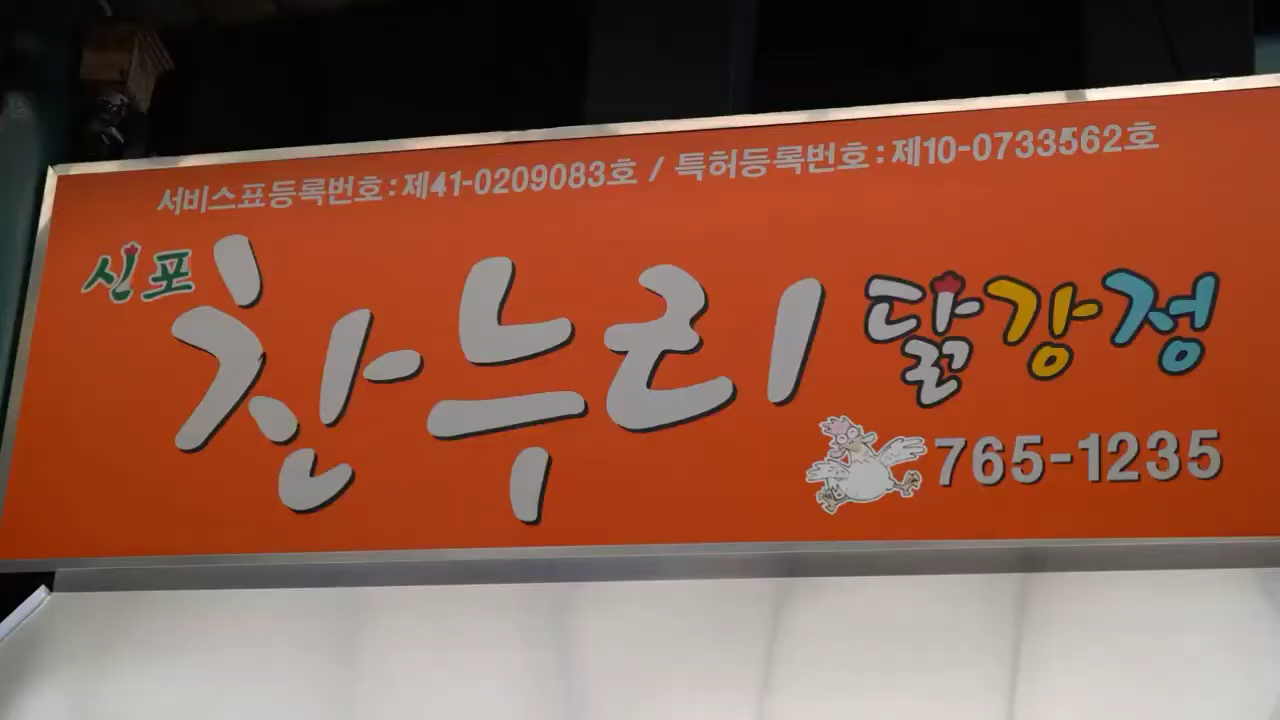 서비스표등록번호:제41-0209083호 / 특허등록번호:제10-0733562호
신포 찬누리 닭강정
765-1235